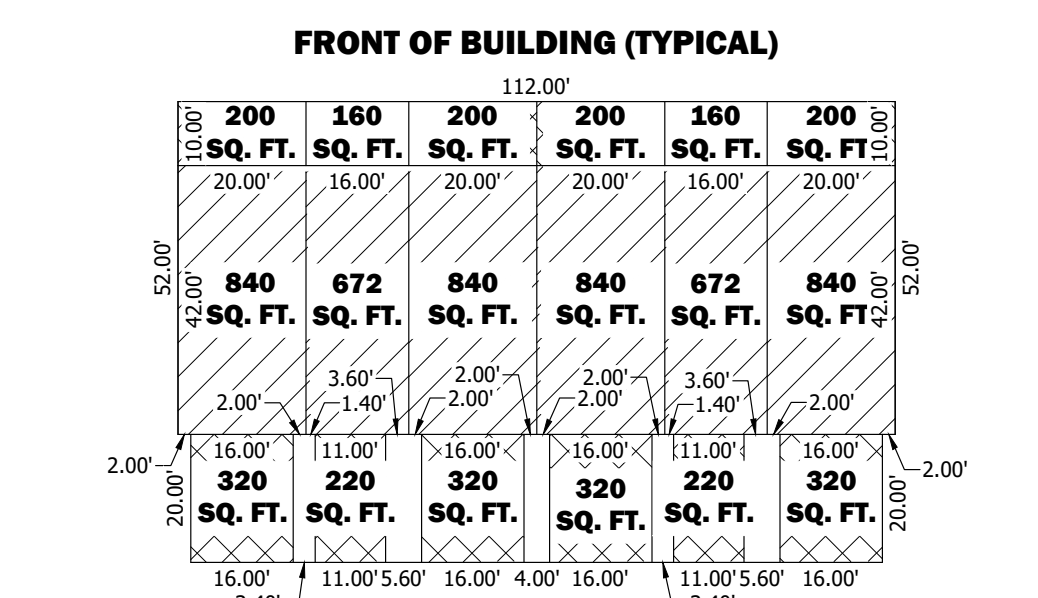 FRONT OF BUILDING (TYPICAL)
112.00'
200 160 200 200 160 200
SQ. FT. SQ. FT. SQ. FT. SQ. FT. SQ. FT. SQ. FT.
10.00' 10.00'
20.00' 16.00' 20.00' 20.00' 16.00' 20.00'
52.00' 52.00'
840 672 840 840 672 840
SQ. FT. SQ. FT. SQ. FT. SQ. FT. SQ. FT. SQ. FT.
42.00' 42.00'
3.60' 2.00' 2.00' 3.60'
2.00' 1.40' 2.00' 2.00' 1.40' 2.00'
16.00' 11.00' 16.00' 16.00' 11.00' 16.00'
2.00' 2.00'
320 220 320 320 220 320
SQ. FT. SQ. FT. SQ. FT. SQ. FT. SQ. FT. SQ. FT.
20.00' 20.00'
16.00' 11.00' 5.60' 16.00' 4.00' 16.00' 11.00' 5.60' 16.00'